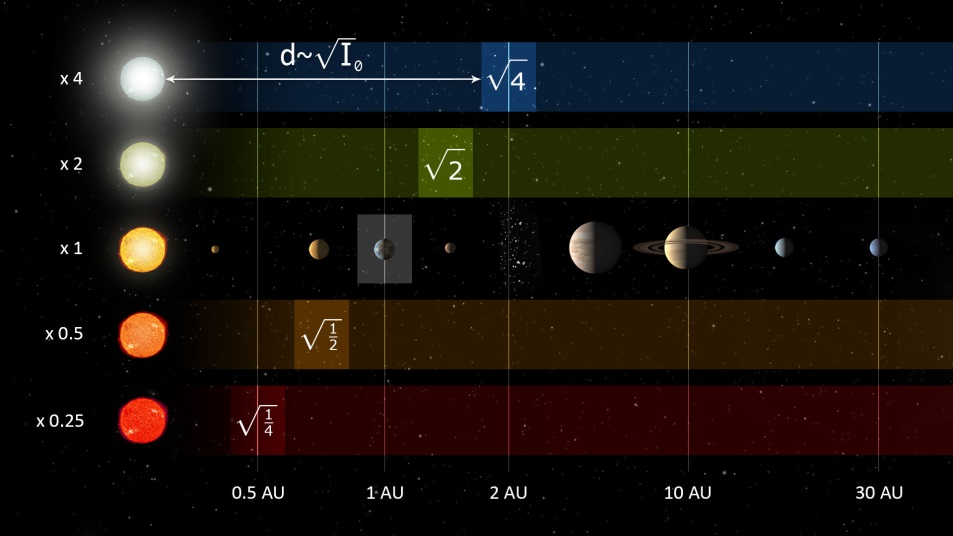 d~√I₀
x 4
√4
x 2
√2
x 1
x 0.5
√1/2
x 0.25
√1/4
0.5 AU 1 AU 2 AU 10 AU 30 AU